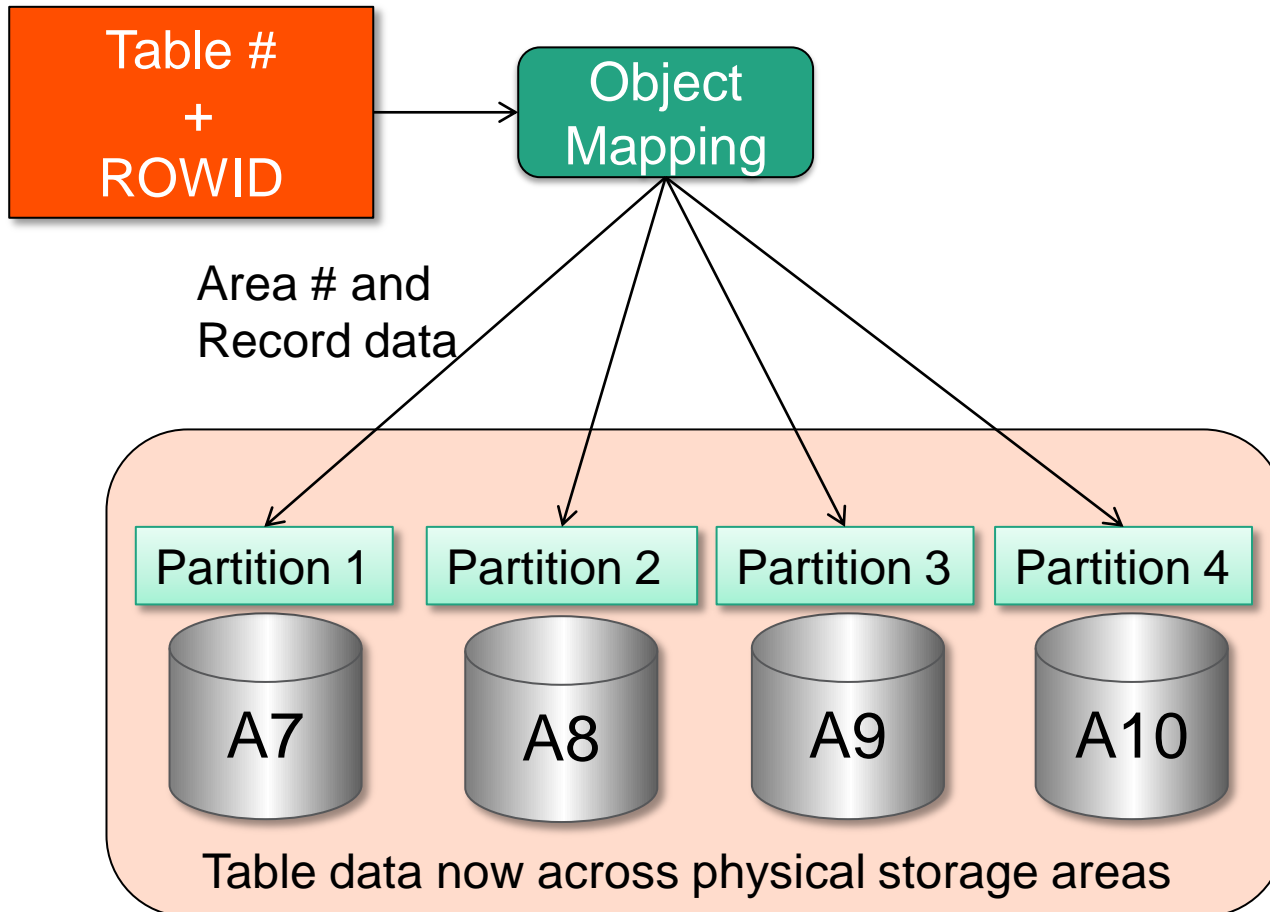 Table #
+
ROWID
Object
Mapping
Area # and
Record data
Partition 1
Partition 2
Partition 3
Partition 4
A7
A8
A9
A10
Table data now across physical storage areas